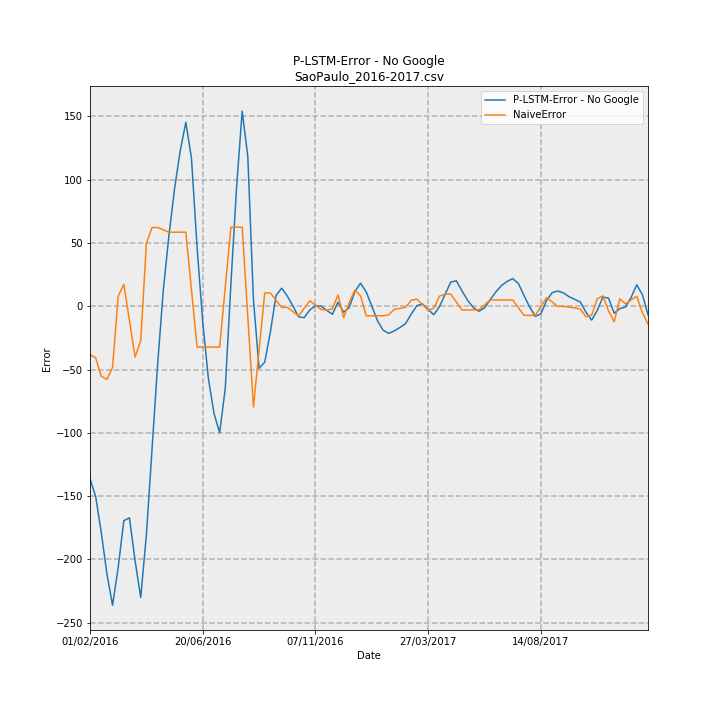 P-LSTM-Error - No Google
SaoPaulo_2016-2017.csv
P-LSTM-Error - No Google
NaiveError
150
100
50
0
−50
−100
−150
−200
−250
Error
01/02/2016
20/06/2016
07/11/2016
27/03/2017
14/08/2017
Date